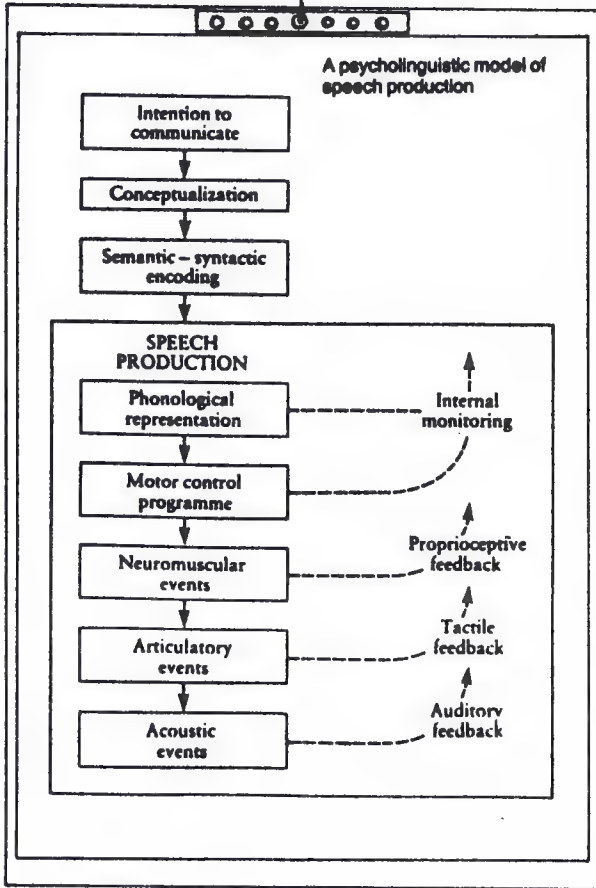 A psycholinguistic model of
speech production
Intention to
communicate
Conceptualization
Semantic – syntactic
encoding
SPEECH
PRODUCTION
Phonological
representation
Internal
monitoring
Motor control
programme
Proprioceptive
feedback
Neuromuscular
events
Tactile
feedback
Articulatory
events
Auditory
feedback
Acoustic
events